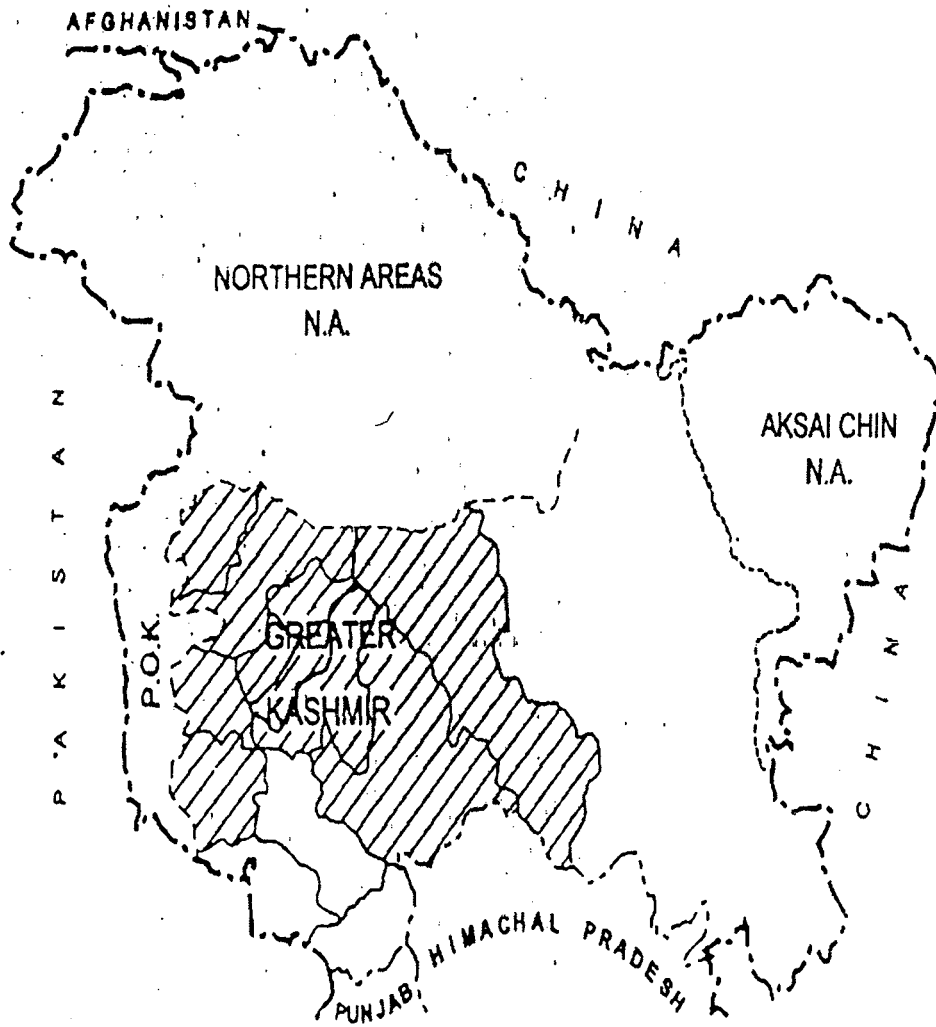 AFGHANISTAN
CHINA
NORTHERN AREAS
N.A.
AKSAI CHIN
N.A.
PAKISTAN
P.O.K.
GREATER
KASHMIR
CHINA
HIMACHAL PRADESH
PUNJAB